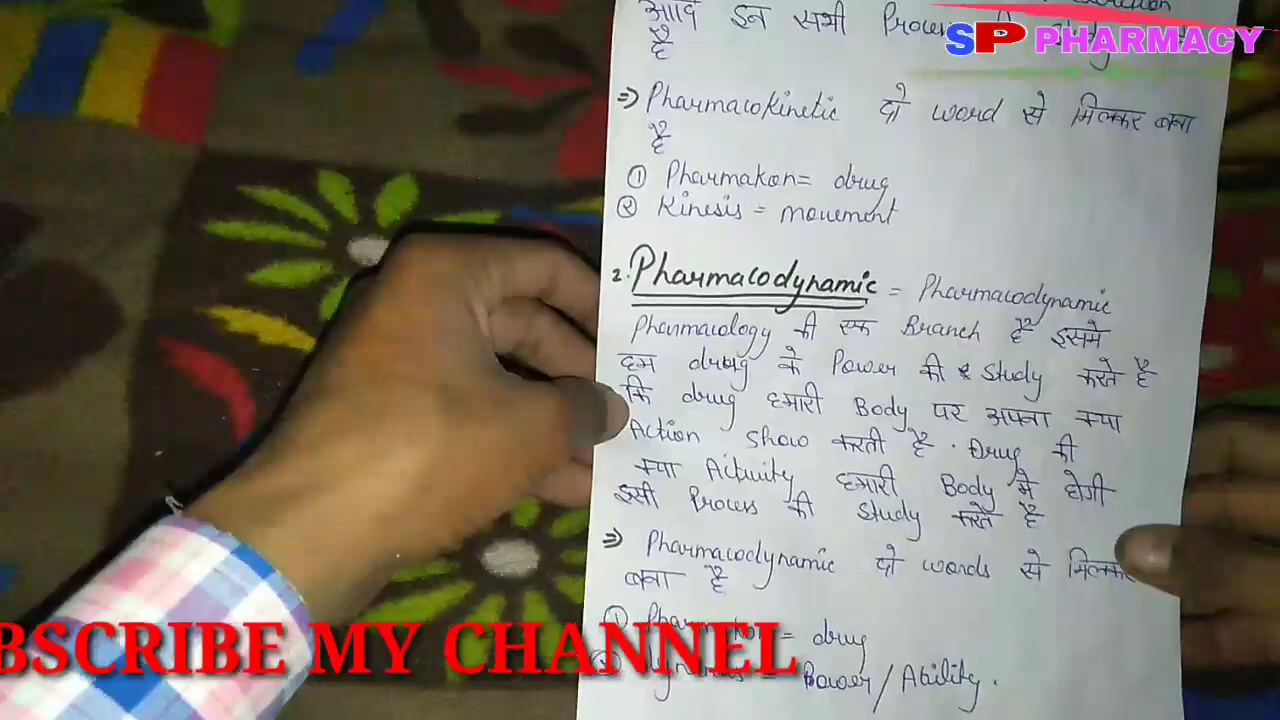 आदि इन सभी Process
है
SP PHARMACY
⇒ Pharmacokinetic दो word से मिलकर बना
है
① Pharmakon= drug
② Kinesis = movement
2. Pharmacodynamic = Pharmacodynamic
Pharmacology की एक Branch है इसमे
हम drug के Power की study करते है
कि drug हमारी Body पर अपना क्या
Action show करती है. Drug की
क्या Activity हमारी Body मे होगी
इसी Process की study करते है
⇒ Pharmacodynamic दो words से मिलकर
बना है
① Pharmakon = drug
= Power/Ability.
BSCRIBE MY CHANNEL